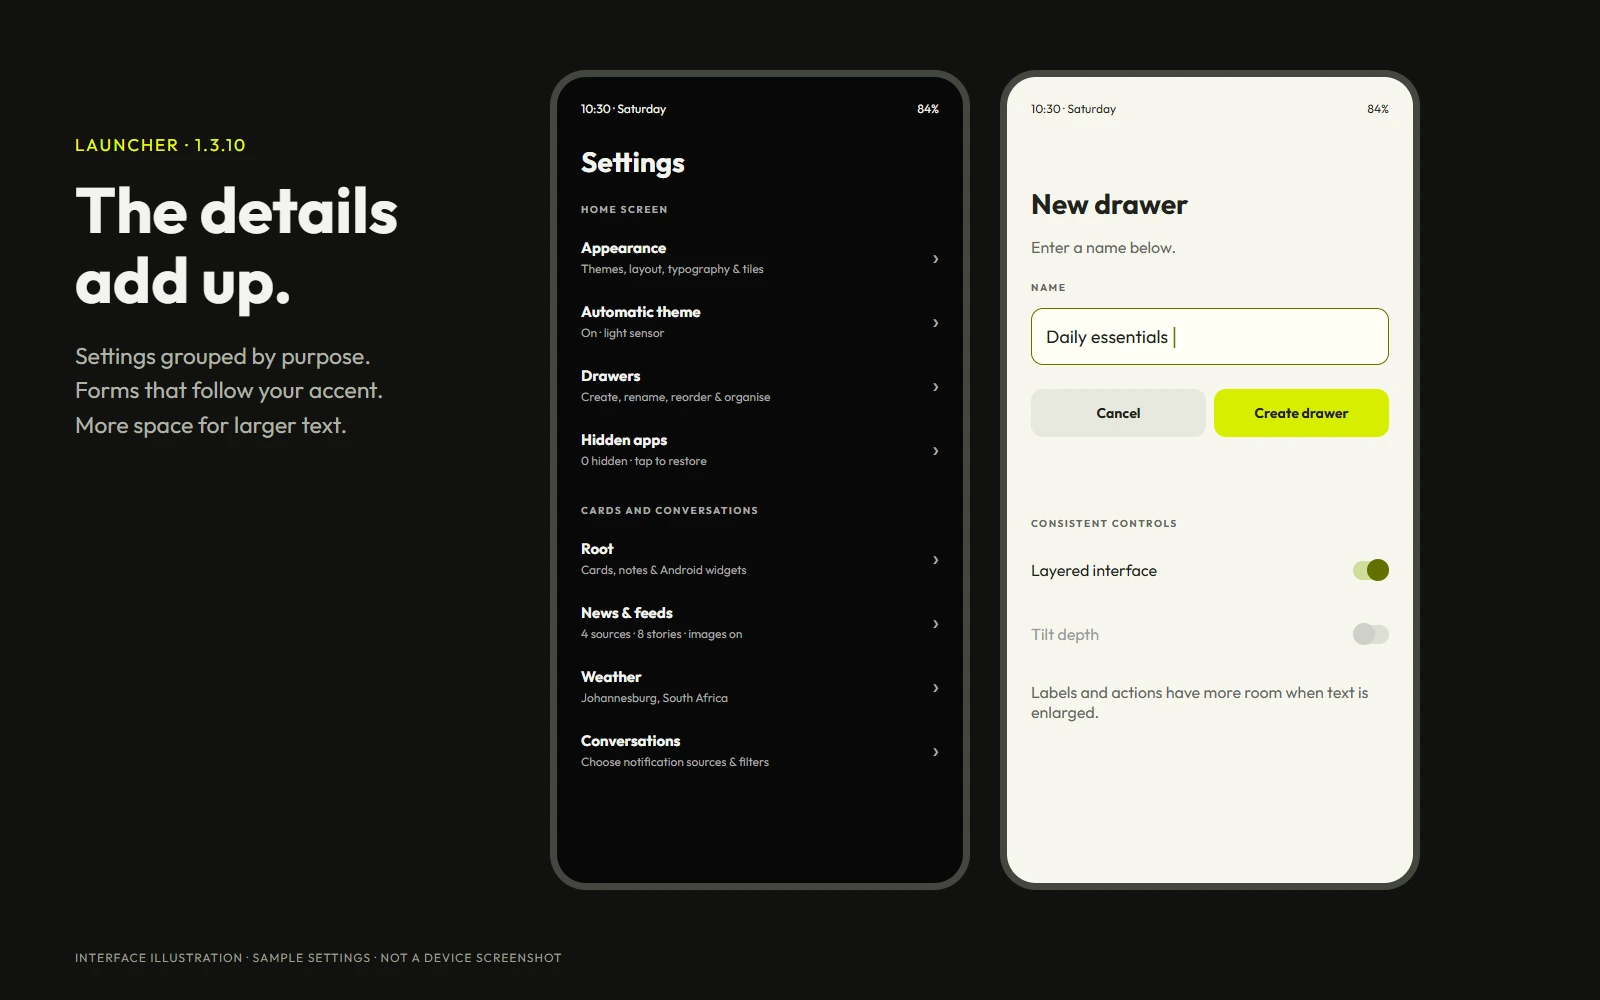 LAUNCHER · 1.3.10
The details
add up.
Settings grouped by purpose.
Forms that follow your accent.
More space for larger text.
10:30 · Saturday 84%
Settings
HOME SCREEN
Appearance
Themes, layout, typography & tiles
Automatic theme
On · light sensor
Drawers
Create, rename, reorder & organise
Hidden apps
0 hidden · tap to restore
CARDS AND CONVERSATIONS
Root
Cards, notes & Android widgets
News & feeds
4 sources · 8 stories · images on
Weather
Johannesburg, South Africa
Conversations
Choose notification sources & filters
10:30 · Saturday 84%
New drawer
Enter a name below.
NAME
Daily essentials
Cancel Create drawer
CONSISTENT CONTROLS
Layered interface
Tilt depth
Labels and actions have more room when text is
enlarged.
INTERFACE ILLUSTRATION · SAMPLE SETTINGS · NOT A DEVICE SCREENSHOT